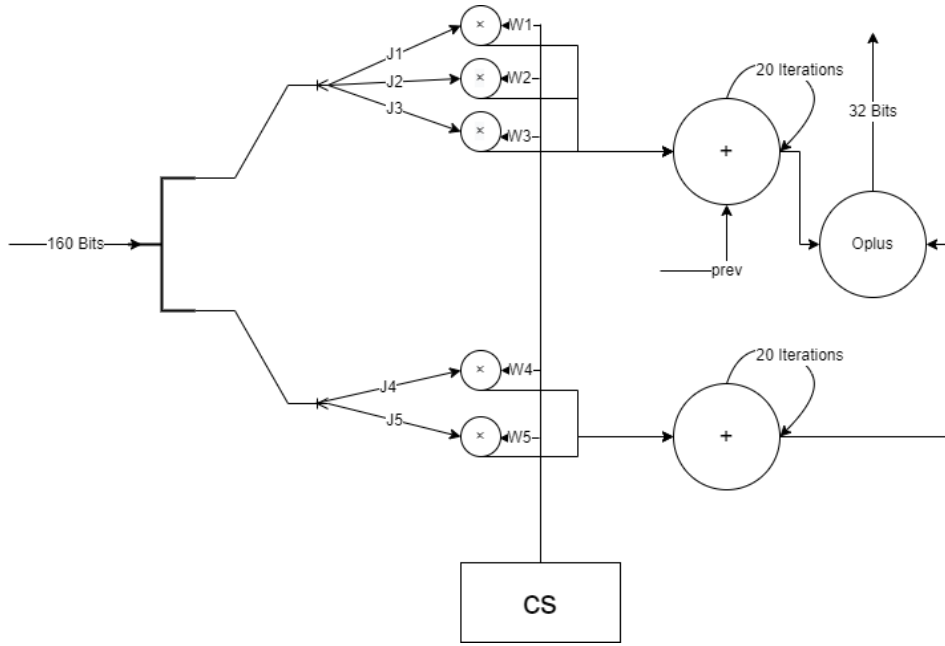 ×
W1
J1
×
W2
J2
20 Iterations
J3
×
W3
32 Bits
+
160 Bits
Oplus
prev
×
W4
J4
20 Iterations
J5
×
W5
+
CS